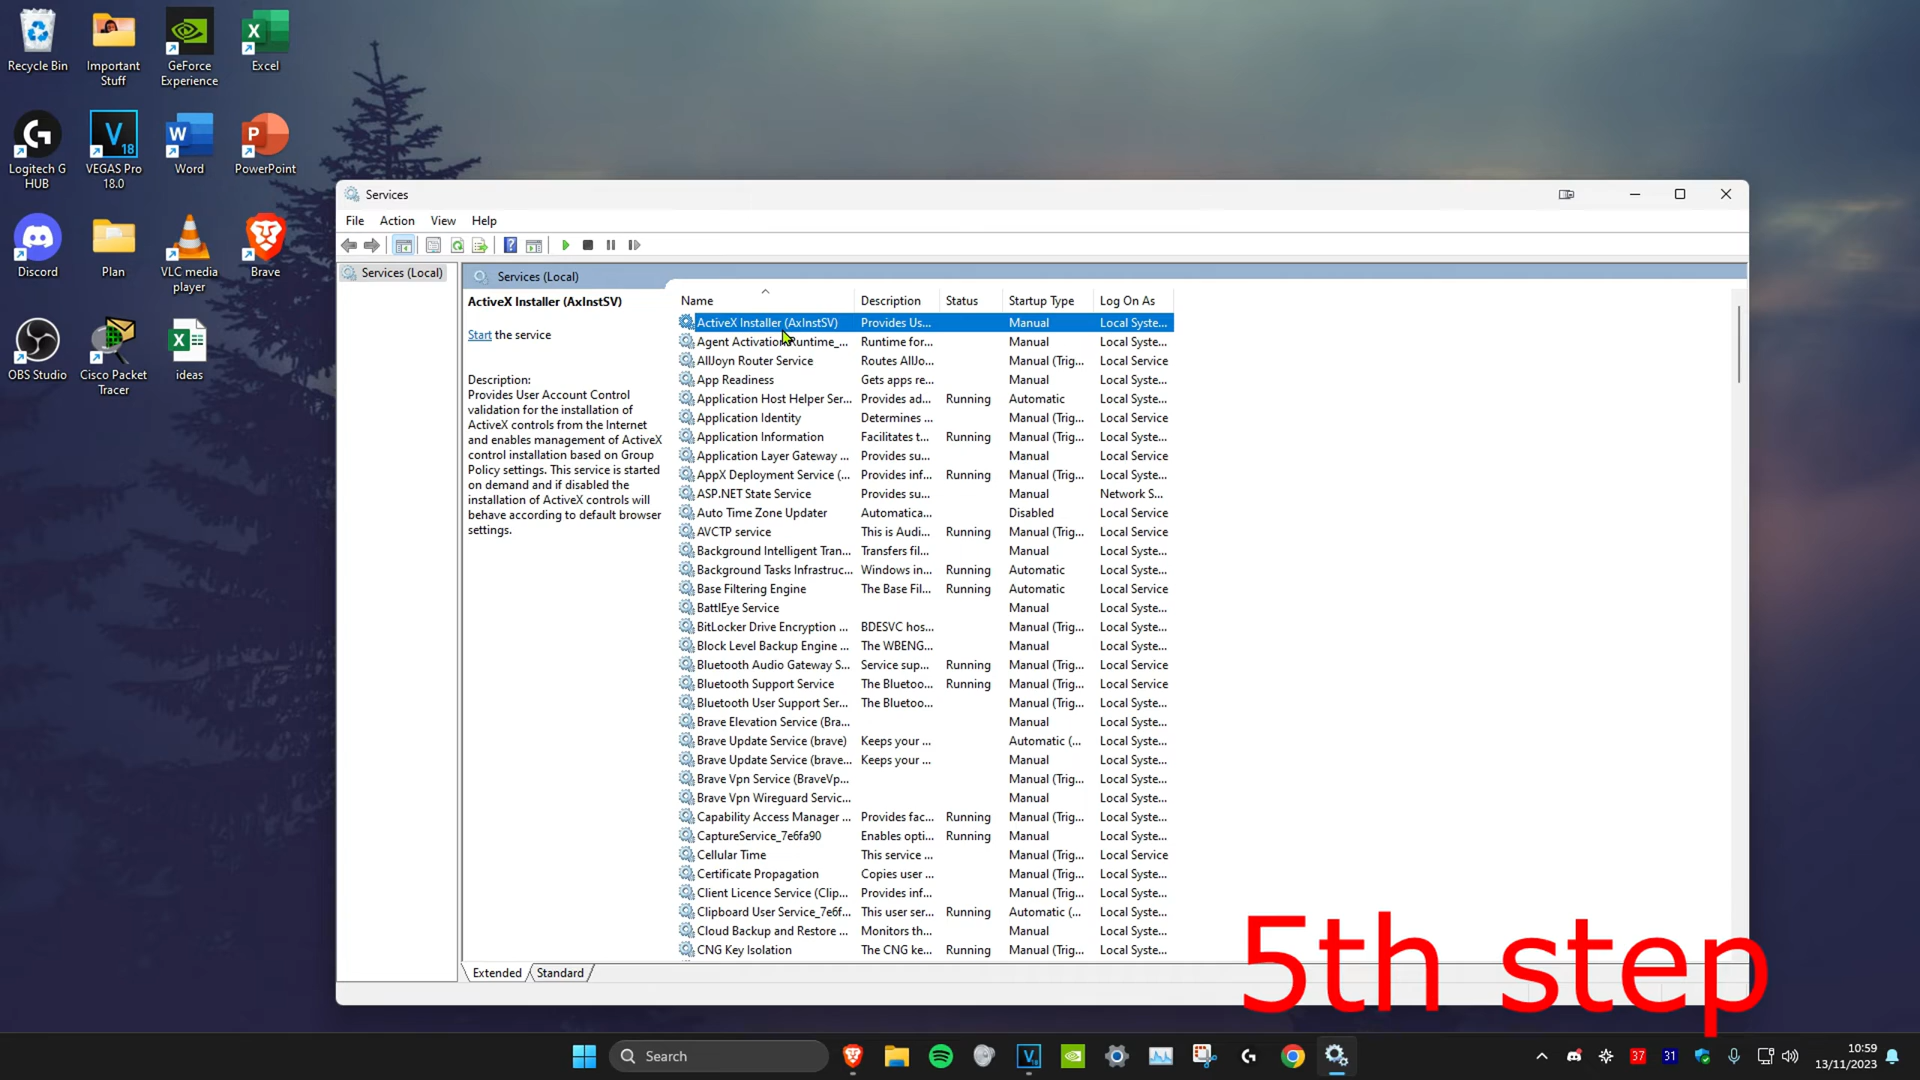 Recycle Bin
Important Stuff
GeForce Experience
Excel
Logitech G HUB
VEGAS Pro 18.0
Word
PowerPoint
Discord
Plan
VLC media player
Brave
OBS Studio
Cisco Packet Tracer
ideas
Services
File Action View Help
Services (Local)
Services (Local)
ActiveX Installer (AxInstSV)
Start the service
Description:
Provides User Account Control
validation for the installation of
ActiveX controls from the Internet
and enables management of ActiveX
control installation based on Group
Policy settings. This service is started
on demand and if disabled the
installation of ActiveX controls will
behave according to default browser
settings.
Name Description Status Startup Type Log On As
ActiveX Installer (AxInstSV) Provides Us... Manual Local Syste...
Agent Activation Runtime_... Runtime for... Manual Local Syste...
AllJoyn Router Service Routes AllJo... Manual (Trig... Local Service
App Readiness Gets apps re... Manual Local Syste...
Application Host Helper Ser... Provides ad... Running Automatic Local Syste...
Application Identity Determines ... Manual (Trig... Local Service
Application Information Facilitates t... Running Manual (Trig... Local Syste...
Application Layer Gateway ... Provides su... Manual Local Service
AppX Deployment Service (... Provides inf... Running Manual (Trig... Local Syste...
ASP.NET State Service Provides su... Manual Network S...
Auto Time Zone Updater Automatica... Disabled Local Service
AVCTP service This is Audi... Running Manual (Trig... Local Service
Background Intelligent Tran... Transfers fil... Manual Local Syste...
Background Tasks Infrastruc... Windows in... Running Automatic Local Syste...
Base Filtering Engine The Base Fil... Running Automatic Local Service
BattlEye Service Manual Local Syste...
BitLocker Drive Encryption ... BDESVC hos... Manual (Trig... Local Syste...
Block Level Backup Engine ... The WBENG... Manual Local Syste...
Bluetooth Audio Gateway S... Service sup... Running Manual (Trig... Local Service
Bluetooth Support Service The Bluetoo... Running Manual (Trig... Local Service
Bluetooth User Support Ser... The Bluetoo... Manual (Trig... Local Syste...
Brave Elevation Service (Bra... Manual Local Syste...
Brave Update Service (brave) Keeps your ... Automatic (... Local Syste...
Brave Update Service (brave... Keeps your ... Manual Local Syste...
Brave Vpn Service (BraveVp... Manual (Trig... Local Syste...
Brave Vpn Wireguard Servic... Manual Local Syste...
Capability Access Manager ... Provides fac... Running Manual (Trig... Local Syste...
CaptureService_7e6fa90 Enables opti... Running Manual Local Syste...
Cellular Time This service ... Manual (Trig... Local Service
Certificate Propagation Copies user ... Manual (Trig... Local Syste...
Client Licence Service (Clip... Provides inf... Manual (Trig... Local Syste...
Clipboard User Service_7e6f... This user ser... Running Automatic (... Local Syste...
Cloud Backup and Restore ... Monitors th... Manual Local Syste...
CNG Key Isolation The CNG ke... Running Manual (Trig... Local Syste...
Extended Standard
5th step
Search
37 31
10:59
13/11/2023